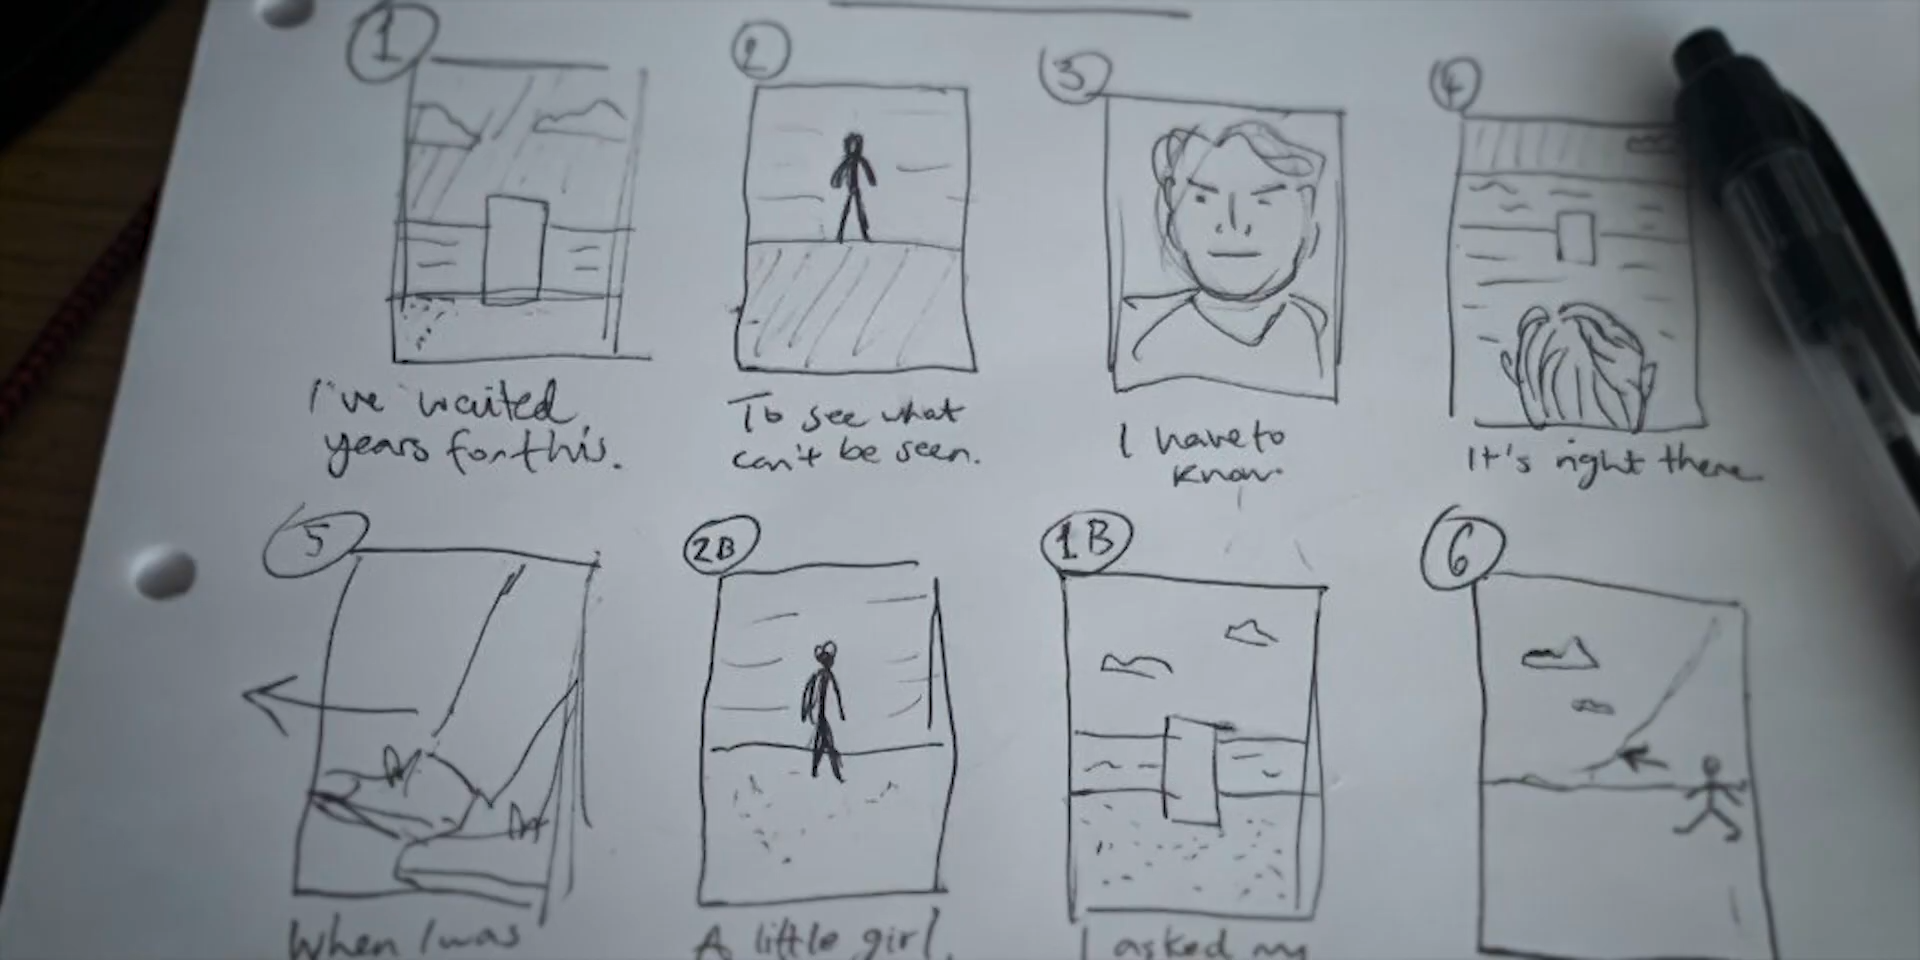 1
2
3
4
I've waited
years for this.
To see what
can't be seen.
I have to
know
It's right there
5
2B
1B
6
When I was
A little girl.
I asked my